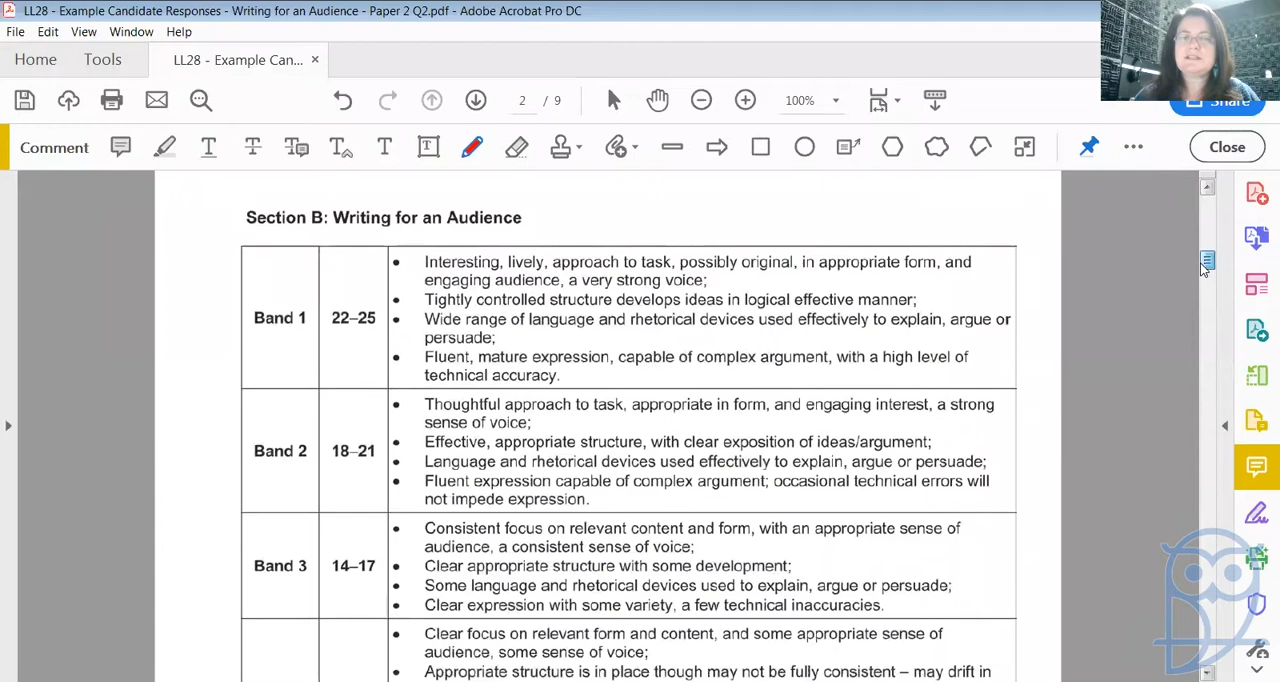 LL28 - Example Candidate Responses - Writing for an Audience - Paper 2 Q2.pdf - Adobe Acrobat Pro DC
File Edit View Window Help
Home Tools LL28 - Example Can... ×
2 / 9 100%
Share
Comment Close
Section B: Writing for an Audience
Band 1
22–25
• Interesting, lively, approach to task, possibly original, in appropriate form, and
engaging audience, a very strong voice;
• Tightly controlled structure develops ideas in logical effective manner;
• Wide range of language and rhetorical devices used effectively to explain, argue or
persuade;
• Fluent, mature expression, capable of complex argument, with a high level of
technical accuracy.
Band 2
18–21
• Thoughtful approach to task, appropriate in form, and engaging interest, a strong
sense of voice;
• Effective, appropriate structure, with clear exposition of ideas/argument;
• Language and rhetorical devices used effectively to explain, argue or persuade;
• Fluent expression capable of complex argument; occasional technical errors will
not impede expression.
Band 3
14–17
• Consistent focus on relevant content and form, with an appropriate sense of
audience, a consistent sense of voice;
• Clear appropriate structure with some development;
• Some language and rhetorical devices used to explain, argue or persuade;
• Clear expression with some variety, a few technical inaccuracies.
• Clear focus on relevant form and content, and some appropriate sense of
audience, some sense of voice;
• Appropriate structure is in place though may not be fully consistent – may drift in